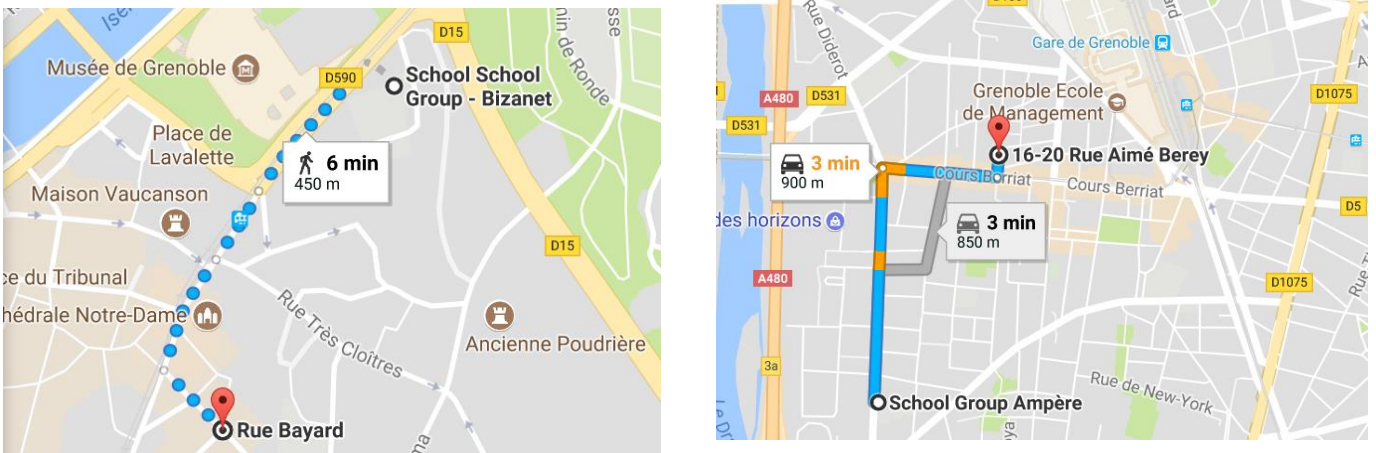 Musée de Grenoble
D15
D590
School School
Group - Bizanet
Place de
Lavalette
6 min
450 m
Maison Vaucanson
D15
ce du Tribunal
hédrale Notre-Dame
Rue Très Cloîtres
Ancienne Poudrière
Rue Bayard
Rue Diderot
Gare de Grenoble
A480
D531
Grenoble Ecole
de Management
D1075
D531
3 min
900 m
16-20 Rue Aimé Berey
Cours Berriat
Cours Berriat
des horizons
3 min
850 m
D5
A480
D1075
3a
Rue de New-York
School Group Ampère